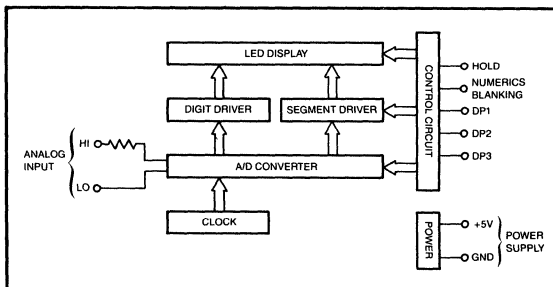 LED DISPLAY
DIGIT DRIVER
SEGMENT DRIVER
A/D CONVERTER
CLOCK
ANALOG
INPUT
HI
LO
CONTROL CIRCUIT
HOLD
NUMERICS
BLANKING
DP1
DP2
DP3
POWER
+5V
GND
POWER
SUPPLY